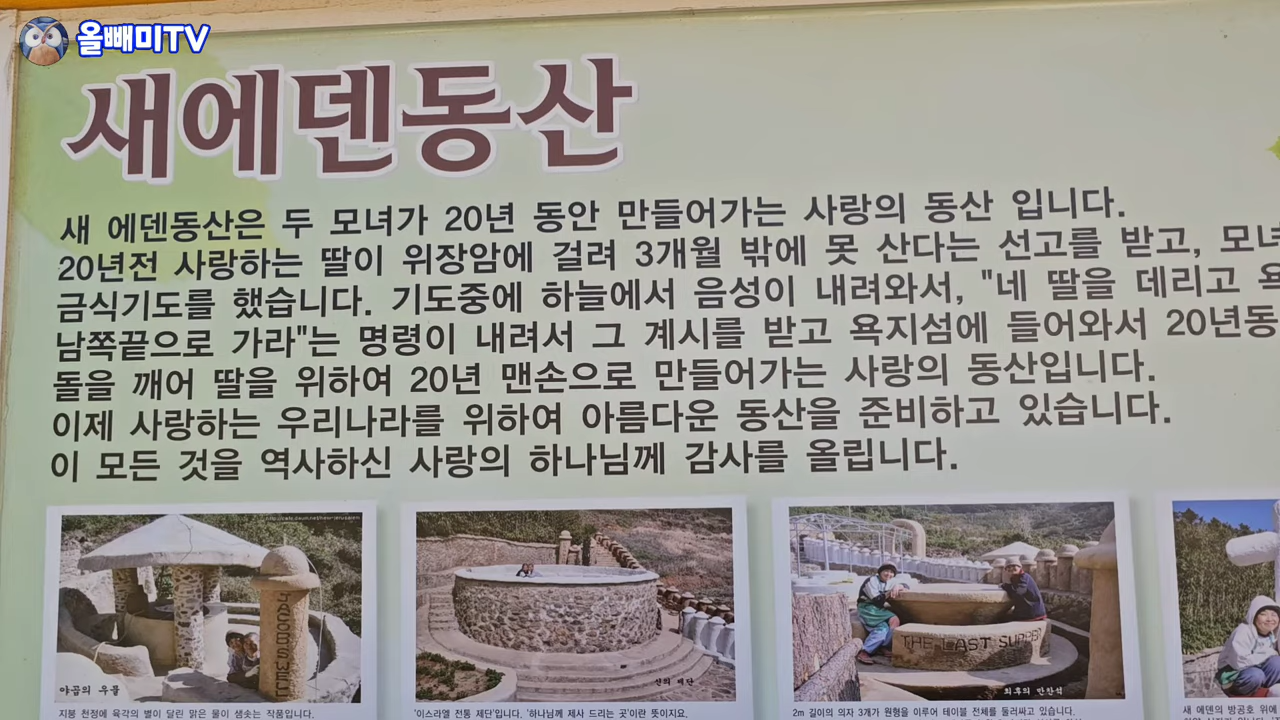 올빼미TV
새에덴동산
새 에덴동산은 두 모녀가 20년 동안 만들어가는 사랑의 동산 입니다.
20년전 사랑하는 딸이 위장암에 걸려 3개월 밖에 못 산다는 선고를 받고, 모녀
금식기도를 했습니다. 기도중에 하늘에서 음성이 내려와서, "네 딸을 데리고 욕
남쪽끝으로 가라"는 명령이 내려서 그 계시를 받고 욕지섬에 들어와서 20년동
돌을 깨어 딸을 위하여 20년 맨손으로 만들어가는 사랑의 동산입니다.
이제 사랑하는 우리나라를 위하여 아름다운 동산을 준비하고 있습니다.
이 모든 것을 역사하신 사랑의 하나님께 감사를 올립니다.
JACOB'S WELL
야곱의 우물
신의 제단
THE LAST SUPPER
최후의 만찬석
지붕 천정에 육각의 별이 달린 맑은 물이 샘솟는 작품입니다.
'이스라엘 전통 제단'입니다. '하나님께 제사 드리는 곳'이란 뜻이지요.
2m 길이의 의자 3개가 원형을 이루어 테이블 전체를 둘러싸고 있습니다.
새 에덴의 방공호 위에